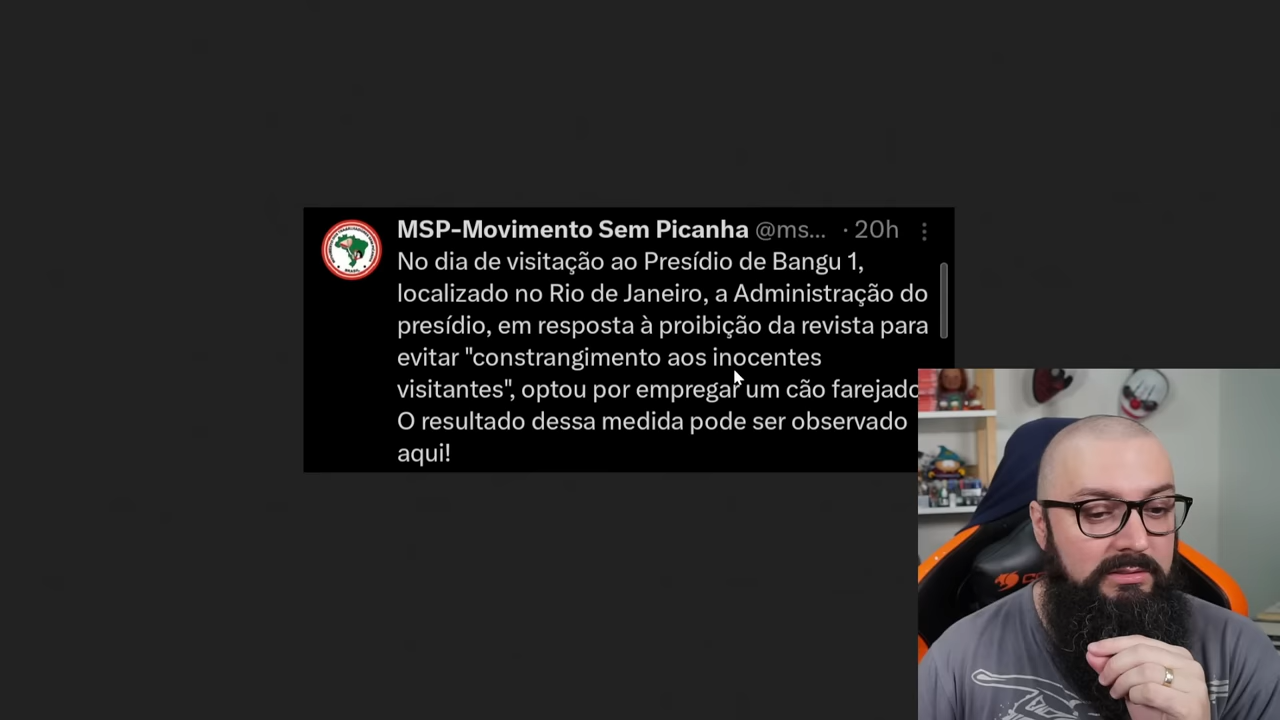 MSP-Movimento Sem Picanha @ms... · 20h
No dia de visitação ao Presídio de Bangu 1,
localizado no Rio de Janeiro, a Administração do
presídio, em resposta à proibição da revista para
evitar "constrangimento aos inocentes
visitantes", optou por empregar um cão farejado
O resultado dessa medida pode ser observado
aqui!